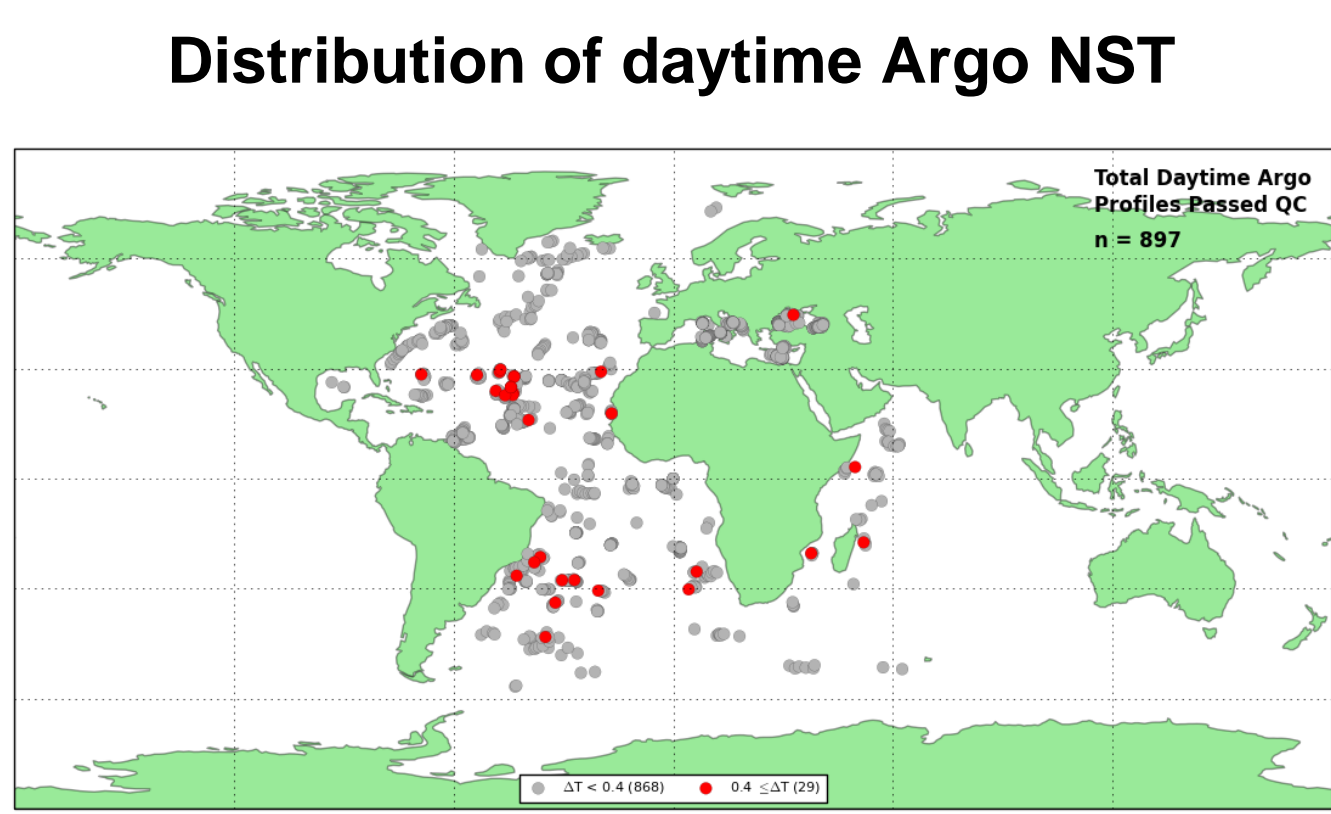 Distribution of daytime Argo NST
Total Daytime Argo
Profiles Passed QC
n = 897
ΔT < 0.4 (868)
0.4 ≤ΔT (29)